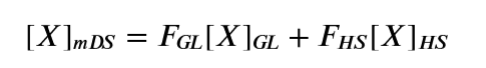 [X]mDS = FGL[X]GL + FHS[X]HS